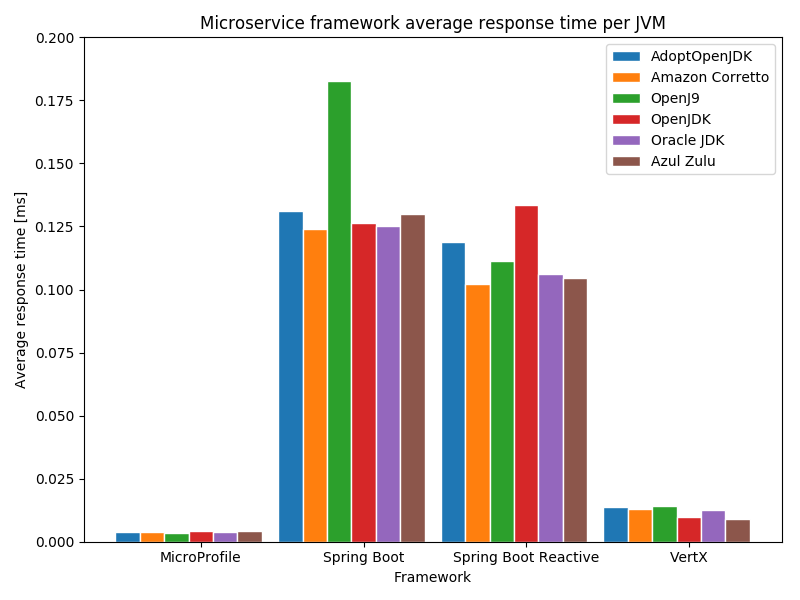 Microservice framework average response time per JVM
0.200
0.175
0.150
0.125
0.100
0.075
0.050
0.025
0.000
Average response time [ms]
AdoptOpenJDK
Amazon Corretto
OpenJ9
OpenJDK
Oracle JDK
Azul Zulu
MicroProfile
Spring Boot
Spring Boot Reactive
VertX
Framework